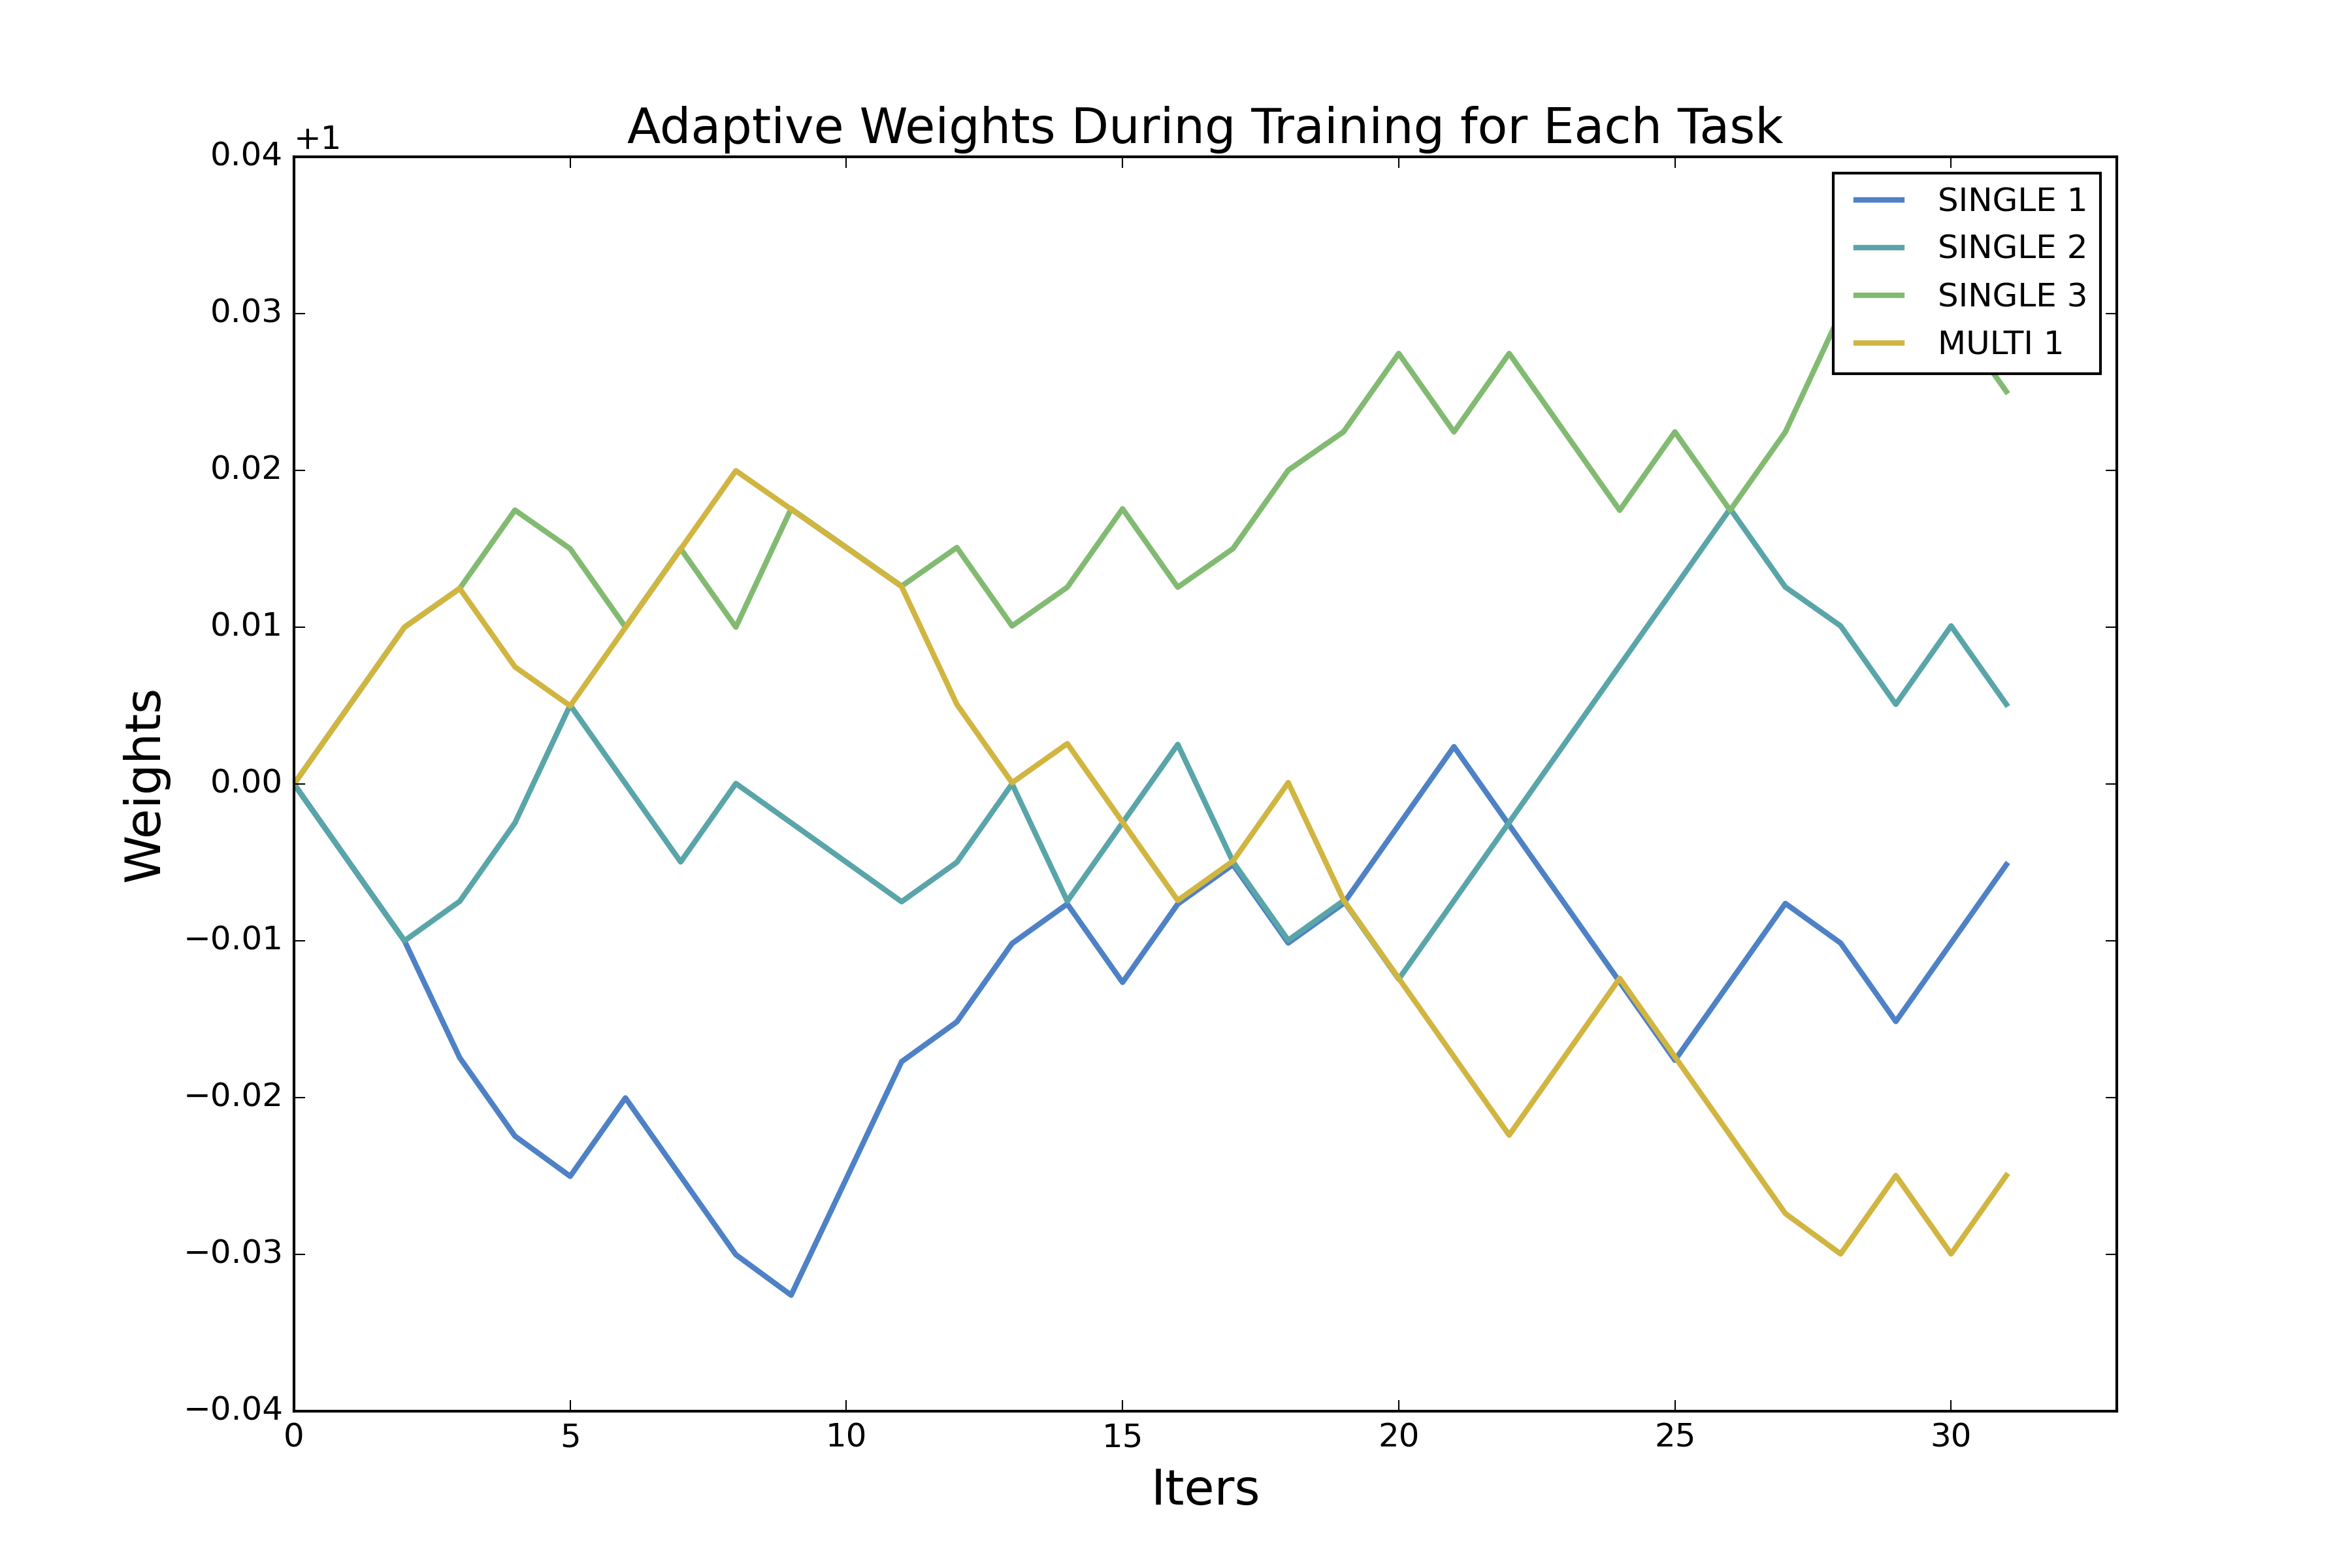 Adaptive Weights During Training for Each Task
+1
0.04
0.03
0.02
0.01
0.00
−0.01
−0.02
−0.03
−0.04
Weights
SINGLE 1
SINGLE 2
SINGLE 3
MULTI 1
0 5 10 15 20 25 30
Iters